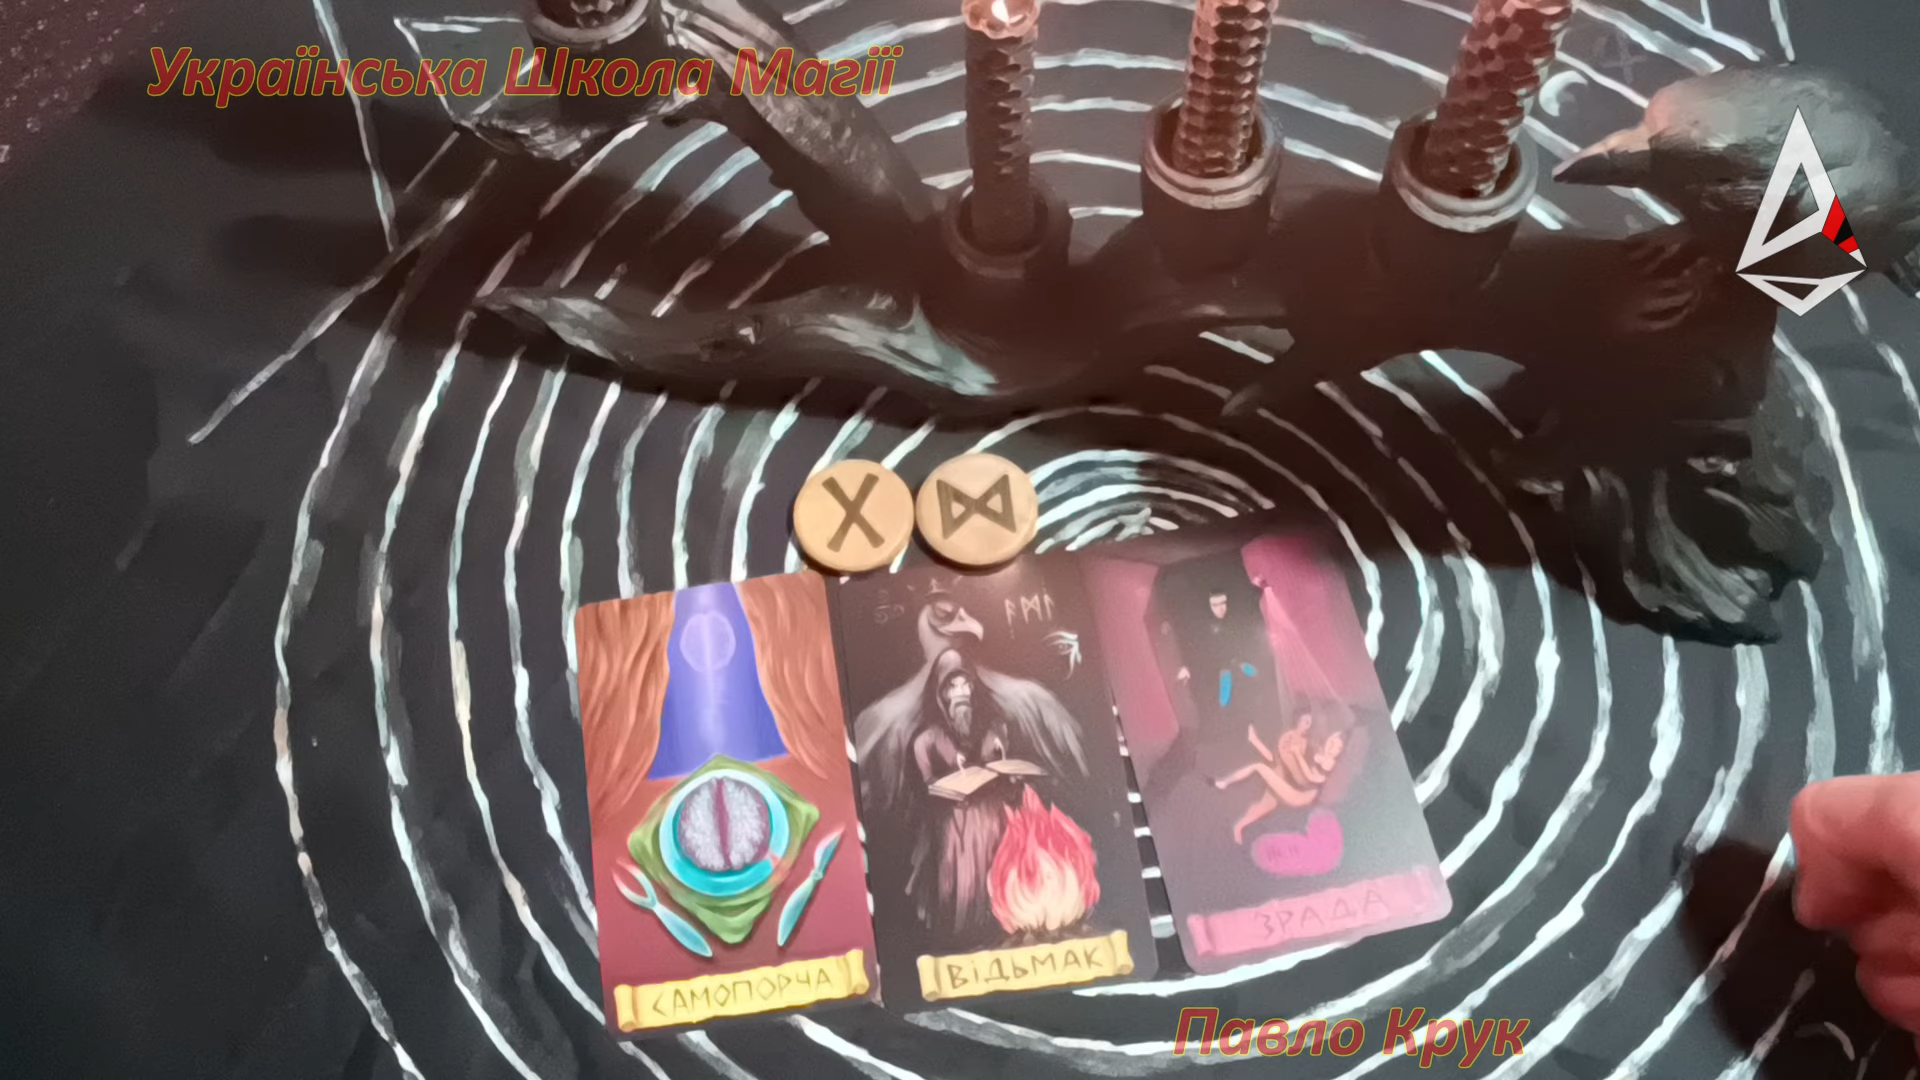 Українська Школа Магії
САМОПОРЧА
ВІДЬМАК
ЗРАДА
Павло Крук